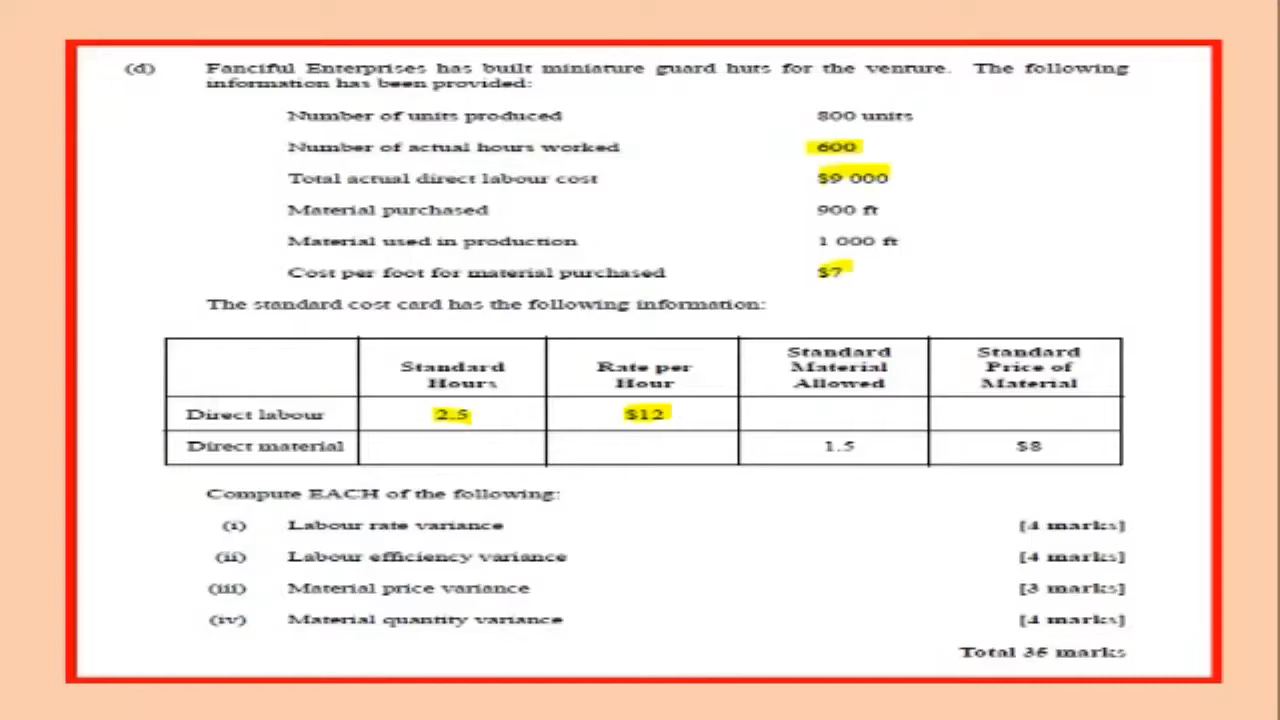 (d) Fanciful Enterprises has built miniature guard huts for the venture. The following
information has been provided:
Number of units produced 800 units
Number of actual hours worked 600
Total actual direct labour cost $9 000
Material purchased 900 ft
Material used in production 1 000 ft
Cost per foot for material purchased $7
The standard cost card has the following information:
Standard Hours Rate per Hour Standard Material Allowed Standard Price of Material
Direct labour 2.5 $12
Direct material 1.5 $8
Compute EACH of the following:
(i) Labour rate variance [4 marks]
(ii) Labour efficiency variance [4 marks]
(iii) Material price variance [3 marks]
(iv) Material quantity variance [4 marks]
Total 35 marks